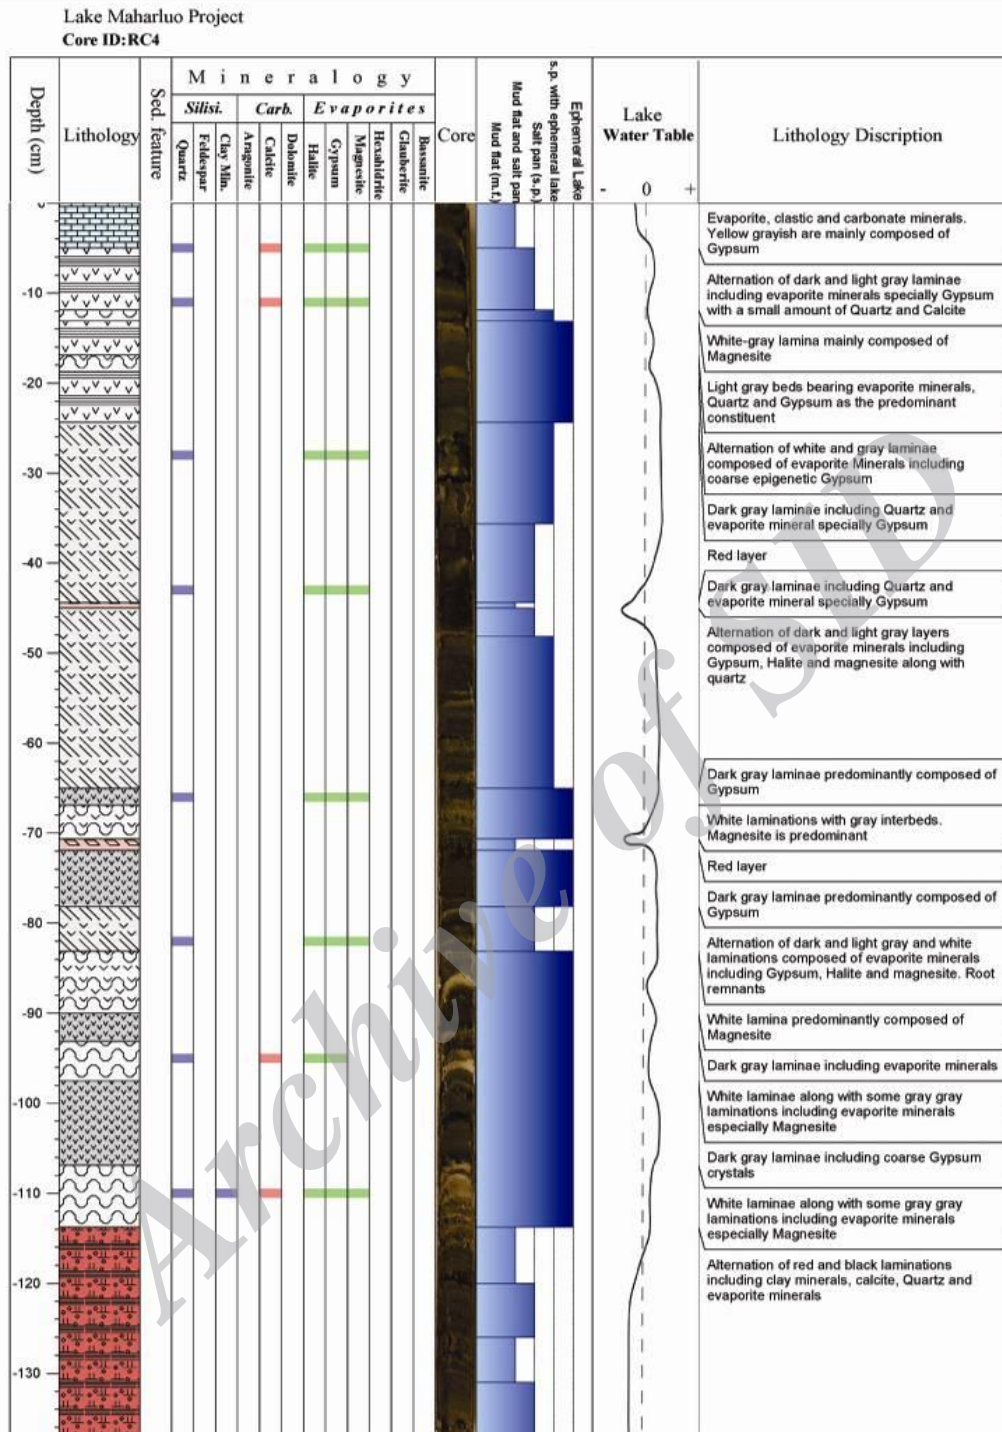 Lake Maharluo Project
Core ID:RC4
Depth (cm)
Lithology
Sed. feature
Mineralogy
Silisi.
Carb.
Evaporites
Quartz
Feldespar
Clay Min.
Aragonite
Calcite
Dolomite
Halite
Gypsum
Magnesite
Hexahidrite
Glauberite
Bassanite
Core
Mud flat (m.f.)
Mud flat and salt pan
Salt pan (s.p.)
s.p. with ephemeral lake
Ephemeral Lake
Lake
Water Table
- 0 +
Lithology Discription
-10
-20
-30
-40
-50
-60
-70
-80
-90
-100
-110
-120
-130
Evaporite, clastic and carbonate minerals.
Yellow grayish are mainly composed of
Gypsum
Alternation of dark and light gray laminae
including evaporite minerals specially Gypsum
with a small amount of Quartz and Calcite
White-gray lamina mainly composed of
Magnesite
Light gray beds bearing evaporite minerals,
Quartz and Gypsum as the predominant
constituent
Alternation of white and gray laminae
composed of evaporite Minerals including
coarse epigenetic Gypsum
Dark gray laminae including Quartz and
evaporite mineral specially Gypsum
Red layer
Dark gray laminae including Quartz and
evaporite mineral specially Gypsum
Alternation of dark and light gray layers
composed of evaporite minerals including
Gypsum, Halite and magnesite along with
quartz
Dark gray laminae predominantly composed of
Gypsum
White laminations with gray interbeds.
Magnesite is predominant
Red layer
Dark gray laminae predominantly composed of
Gypsum
Alternation of dark and light gray and white
laminations composed of evaporite minerals
including Gypsum, Halite and magnesite. Root
remnants
White lamina predominantly composed of
Magnesite
Dark gray laminae including evaporite minerals
White laminae along with some gray gray
laminations including evaporite minerals
especially Magnesite
Dark gray laminae including coarse Gypsum
crystals
White laminae along with some gray gray
laminations including evaporite minerals
especially Magnesite
Alternation of red and black laminations
including clay minerals, calcite, Quartz and
evaporite minerals
Archive of SID